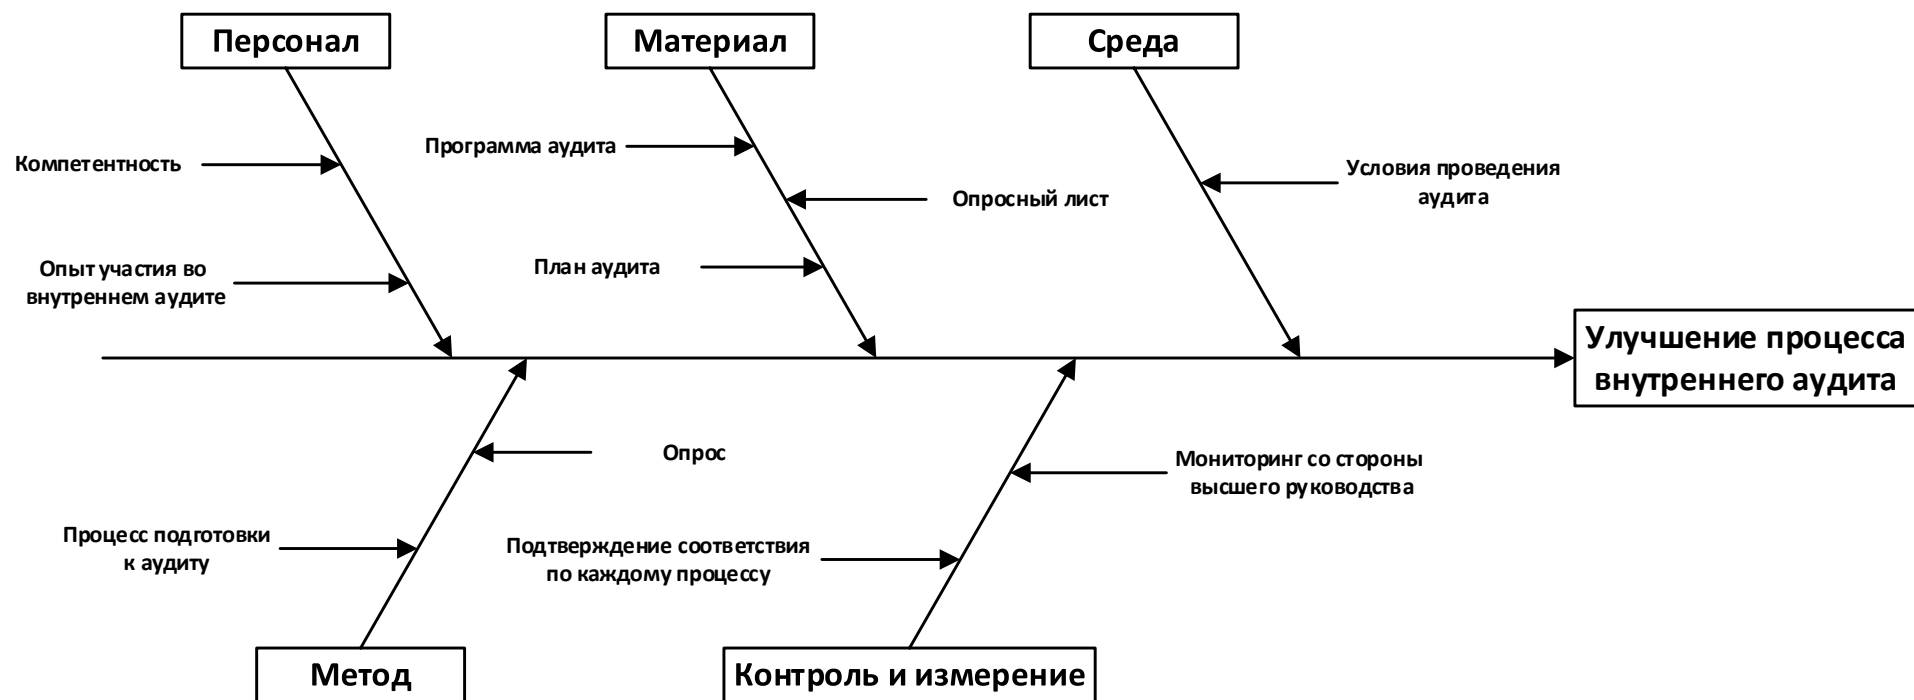 Персонал
Материал
Среда
Программа аудита
Компетентность
Условия проведения
аудита
Опросный лист
Опыт участия во
внутреннем аудите
План аудита
Улучшение процесса
внутреннего аудита
Опрос
Мониторинг со стороны
высшего руководства
Процесс подготовки
к аудиту
Подтверждение соответствия
по каждому процессу
Метод
Контроль и измерение